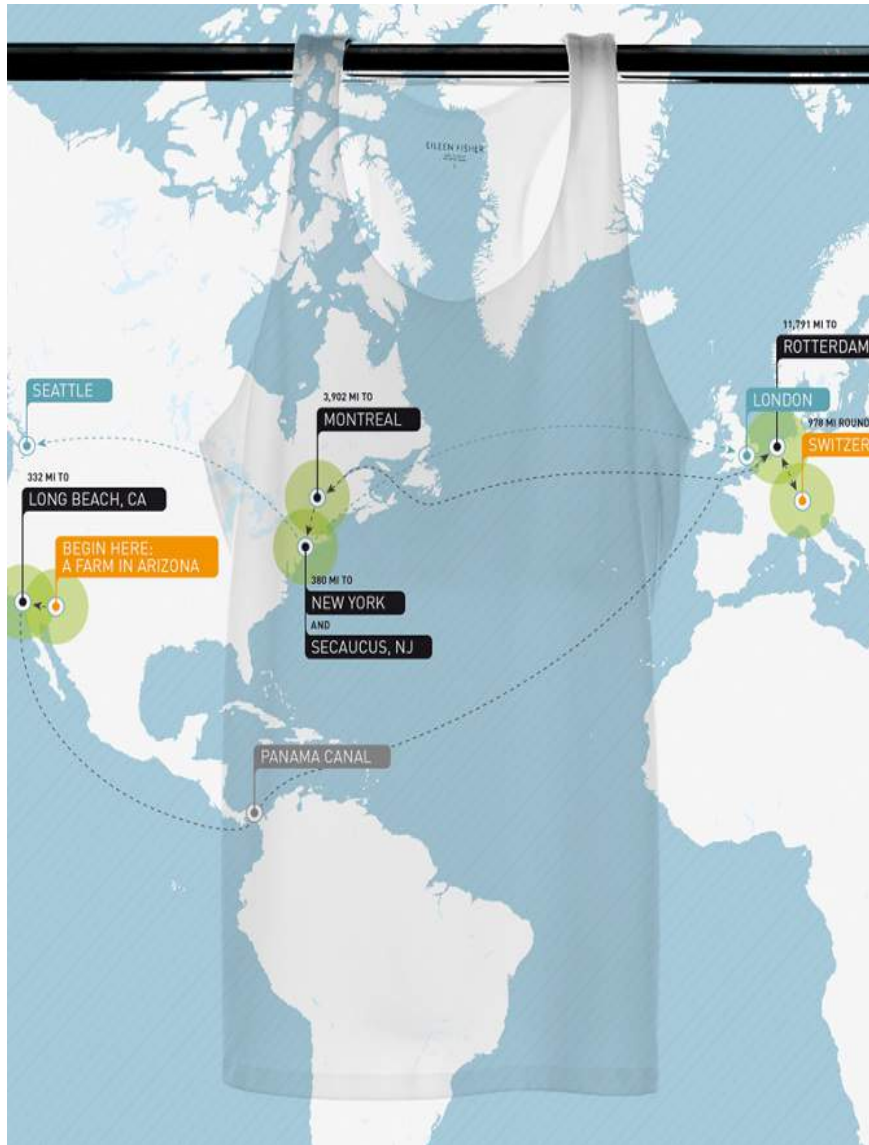 EILEEN FISHER
11,791 MI TO
ROTTERDAM
SEATTLE
3,902 MI TO
MONTREAL
LONDON
978 MI ROUND
SWITZER
332 MI TO
LONG BEACH, CA
BEGIN HERE:
A FARM IN ARIZONA
380 MI TO
NEW YORK
AND
SECAUCUS, NJ
PANAMA CANAL